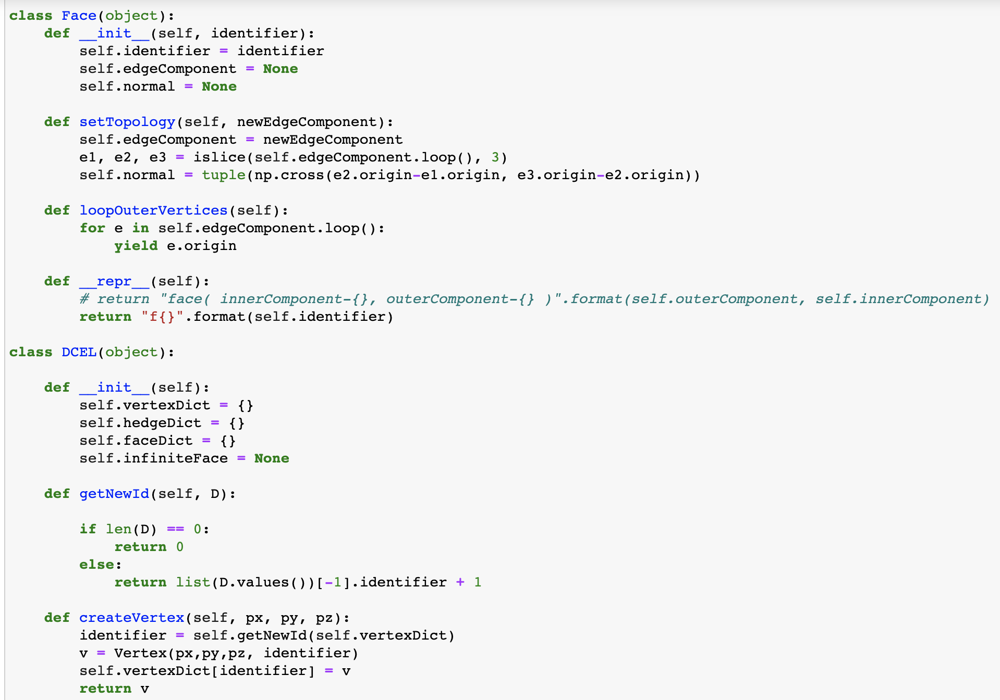 class Face(object):
    def __init__(self, identifier):
        self.identifier = identifier
        self.edgeComponent = None
        self.normal = None

    def setTopology(self, newEdgeComponent):
        self.edgeComponent = newEdgeComponent
        e1, e2, e3 = islice(self.edgeComponent.loop(), 3)
        self.normal = tuple(np.cross(e2.origin-e1.origin, e3.origin-e2.origin))

    def loopOuterVertices(self):
        for e in self.edgeComponent.loop():
            yield e.origin

    def __repr__(self):
        # return "face( innerComponent-{}, outerComponent-{} )".format(self.outerComponent, self.innerComponent)
        return "f{}".format(self.identifier)

class DCEL(object):

    def __init__(self):
        self.vertexDict = {}
        self.hedgeDict = {}
        self.faceDict = {}
        self.infiniteFace = None

    def getNewId(self, D):

        if len(D) == 0:
            return 0
        else:
            return list(D.values())[-1].identifier + 1

    def createVertex(self, px, py, pz):
        identifier = self.getNewId(self.vertexDict)
        v = Vertex(px,py,pz, identifier)
        self.vertexDict[identifier] = v
        return v